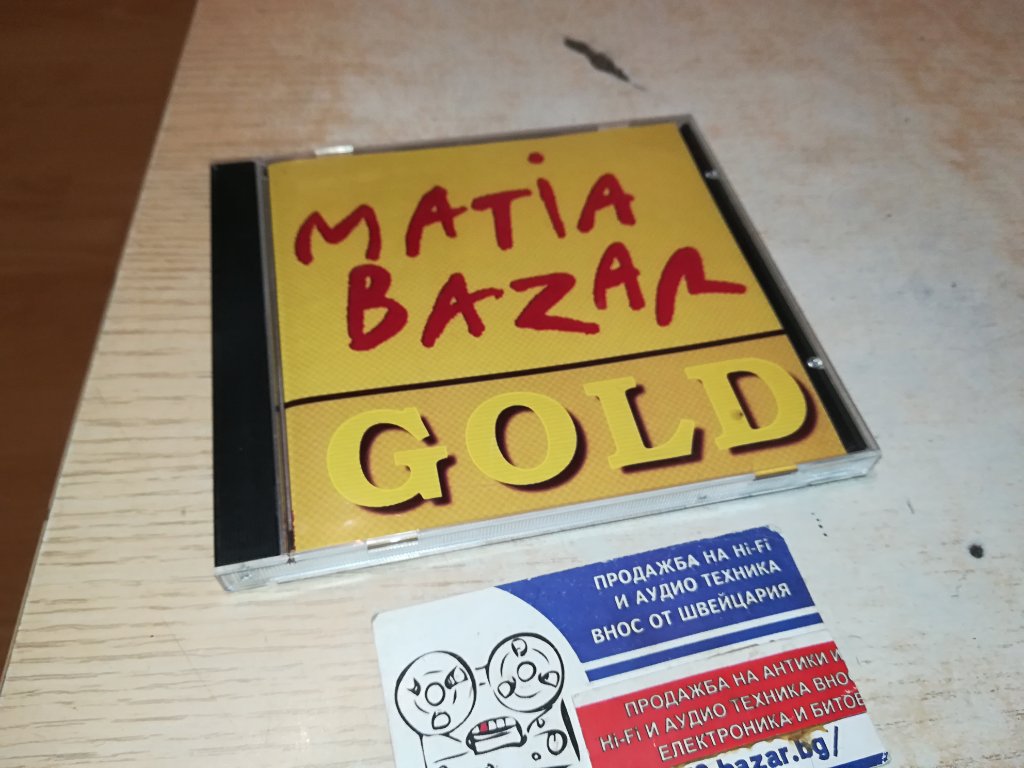 MATIA
BAZAR
GOLD
ПРОДАЖБА НА Hi-Fi
И АУДИО ТЕХНИКА
ВНОС ОТ ШВЕЙЦАРИЯ
ПРОДАЖБА НА АНТИКИ И
Hi-Fi И АУДИО ТЕХНИКА ВНО
ЕЛЕКТРОНИКА И БИТОВ
bazar.bg/